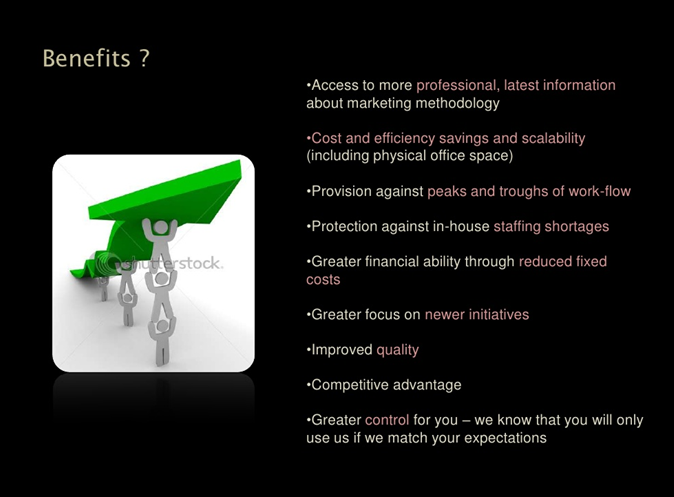 Benefits ?
•Access to more professional, latest information
about marketing methodology
•Cost and efficiency savings and scalability
(including physical office space)
•Provision against peaks and troughs of work-flow
•Protection against in-house staffing shortages
•Greater financial ability through reduced fixed
costs
•Greater focus on newer initiatives
•Improved quality
•Competitive advantage
•Greater control for you – we know that you will only
use us if we match your expectations
shutterstock.